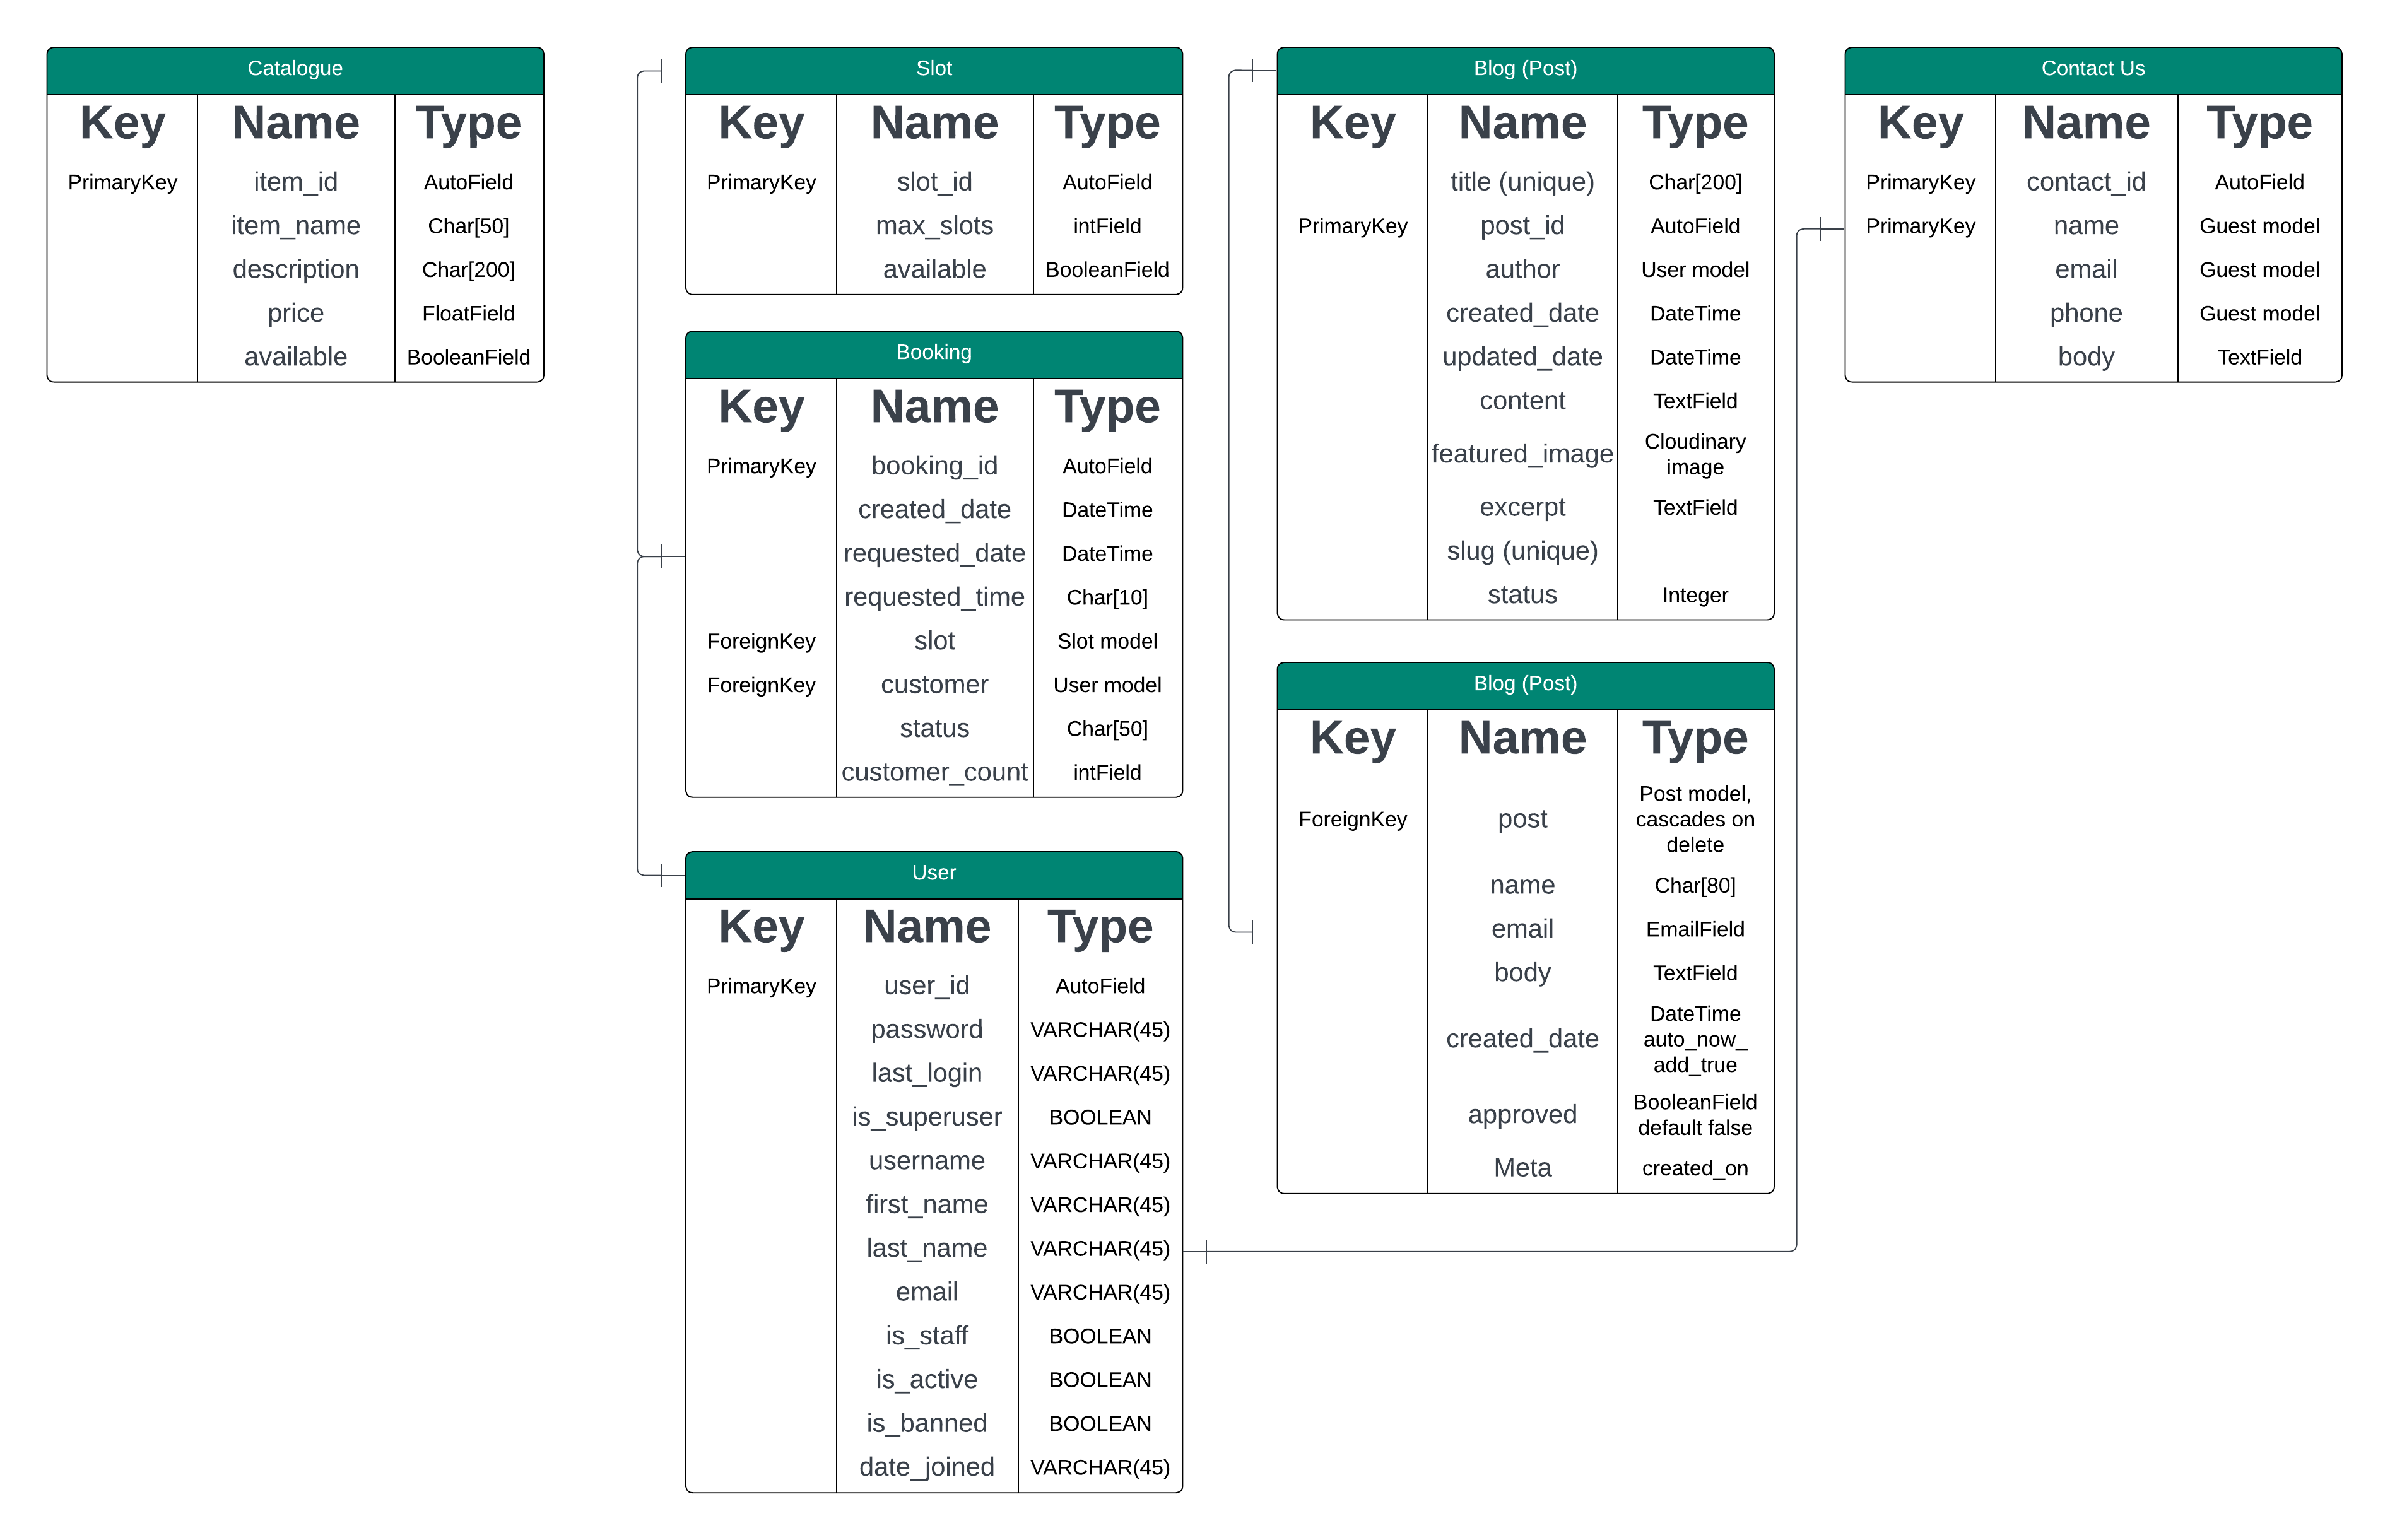 Catalogue
Key Name Type
PrimaryKey item_id AutoField
item_name Char[50]
description Char[200]
price FloatField
available BooleanField
Slot
Key Name Type
PrimaryKey slot_id AutoField
max_slots intField
available BooleanField
Booking
Key Name Type
PrimaryKey booking_id AutoField
created_date DateTime
requested_date DateTime
requested_time Char[10]
ForeignKey slot Slot model
ForeignKey customer User model
status Char[50]
customer_count intField
User
Key Name Type
PrimaryKey user_id AutoField
password VARCHAR(45)
last_login VARCHAR(45)
is_superuser BOOLEAN
username VARCHAR(45)
first_name VARCHAR(45)
last_name VARCHAR(45)
email VARCHAR(45)
is_staff BOOLEAN
is_active BOOLEAN
is_banned BOOLEAN
date_joined VARCHAR(45)
Blog (Post)
Key Name Type
title (unique) Char[200]
PrimaryKey post_id AutoField
author User model
created_date DateTime
updated_date DateTime
content TextField
featured_image Cloudinary
image
excerpt TextField
slug (unique)
status Integer
Blog (Post)
Key Name Type
Post model,
ForeignKey post cascades on
delete
name Char[80]
email EmailField
body TextField
DateTime
created_date auto_now_
add_true
approved BooleanField
default false
Meta created_on
Contact Us
Key Name Type
PrimaryKey contact_id AutoField
PrimaryKey name Guest model
email Guest model
phone Guest model
body TextField